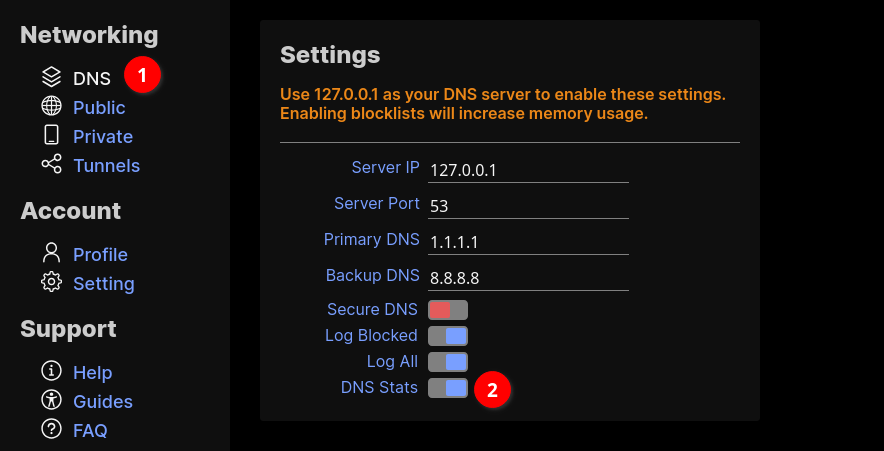 Networking
DNS
1
Public
Private
Tunnels
Account
Profile
Setting
Support
Help
Guides
FAQ
Settings
Use 127.0.0.1 as your DNS server to enable these settings.
Enabling blocklists will increase memory usage.
Server IP 127.0.0.1
Server Port 53
Primary DNS 1.1.1.1
Backup DNS 8.8.8.8
Secure DNS
Log Blocked
Log All
DNS Stats
2